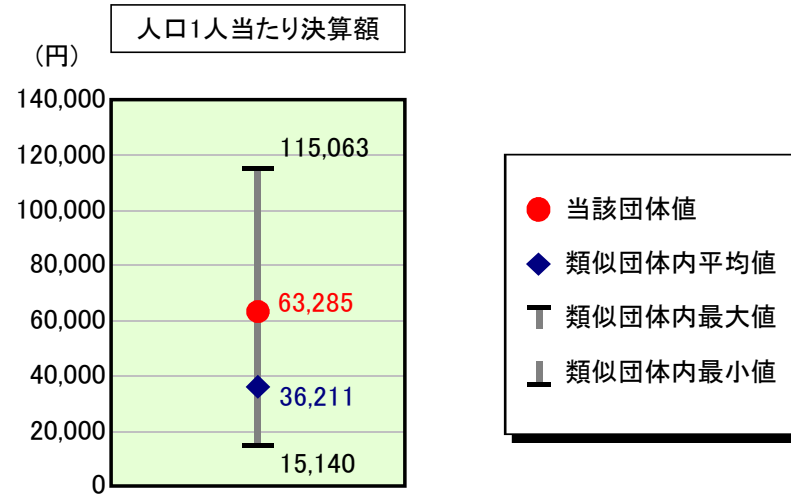 人口1人当たり決算額
(円)
140,000
120,000
100,000
80,000
60,000
40,000
20,000
0
115,063
63,285
36,211
15,140
当該団体値
類似団体内平均値
類似団体内最大値
類似団体内最小値